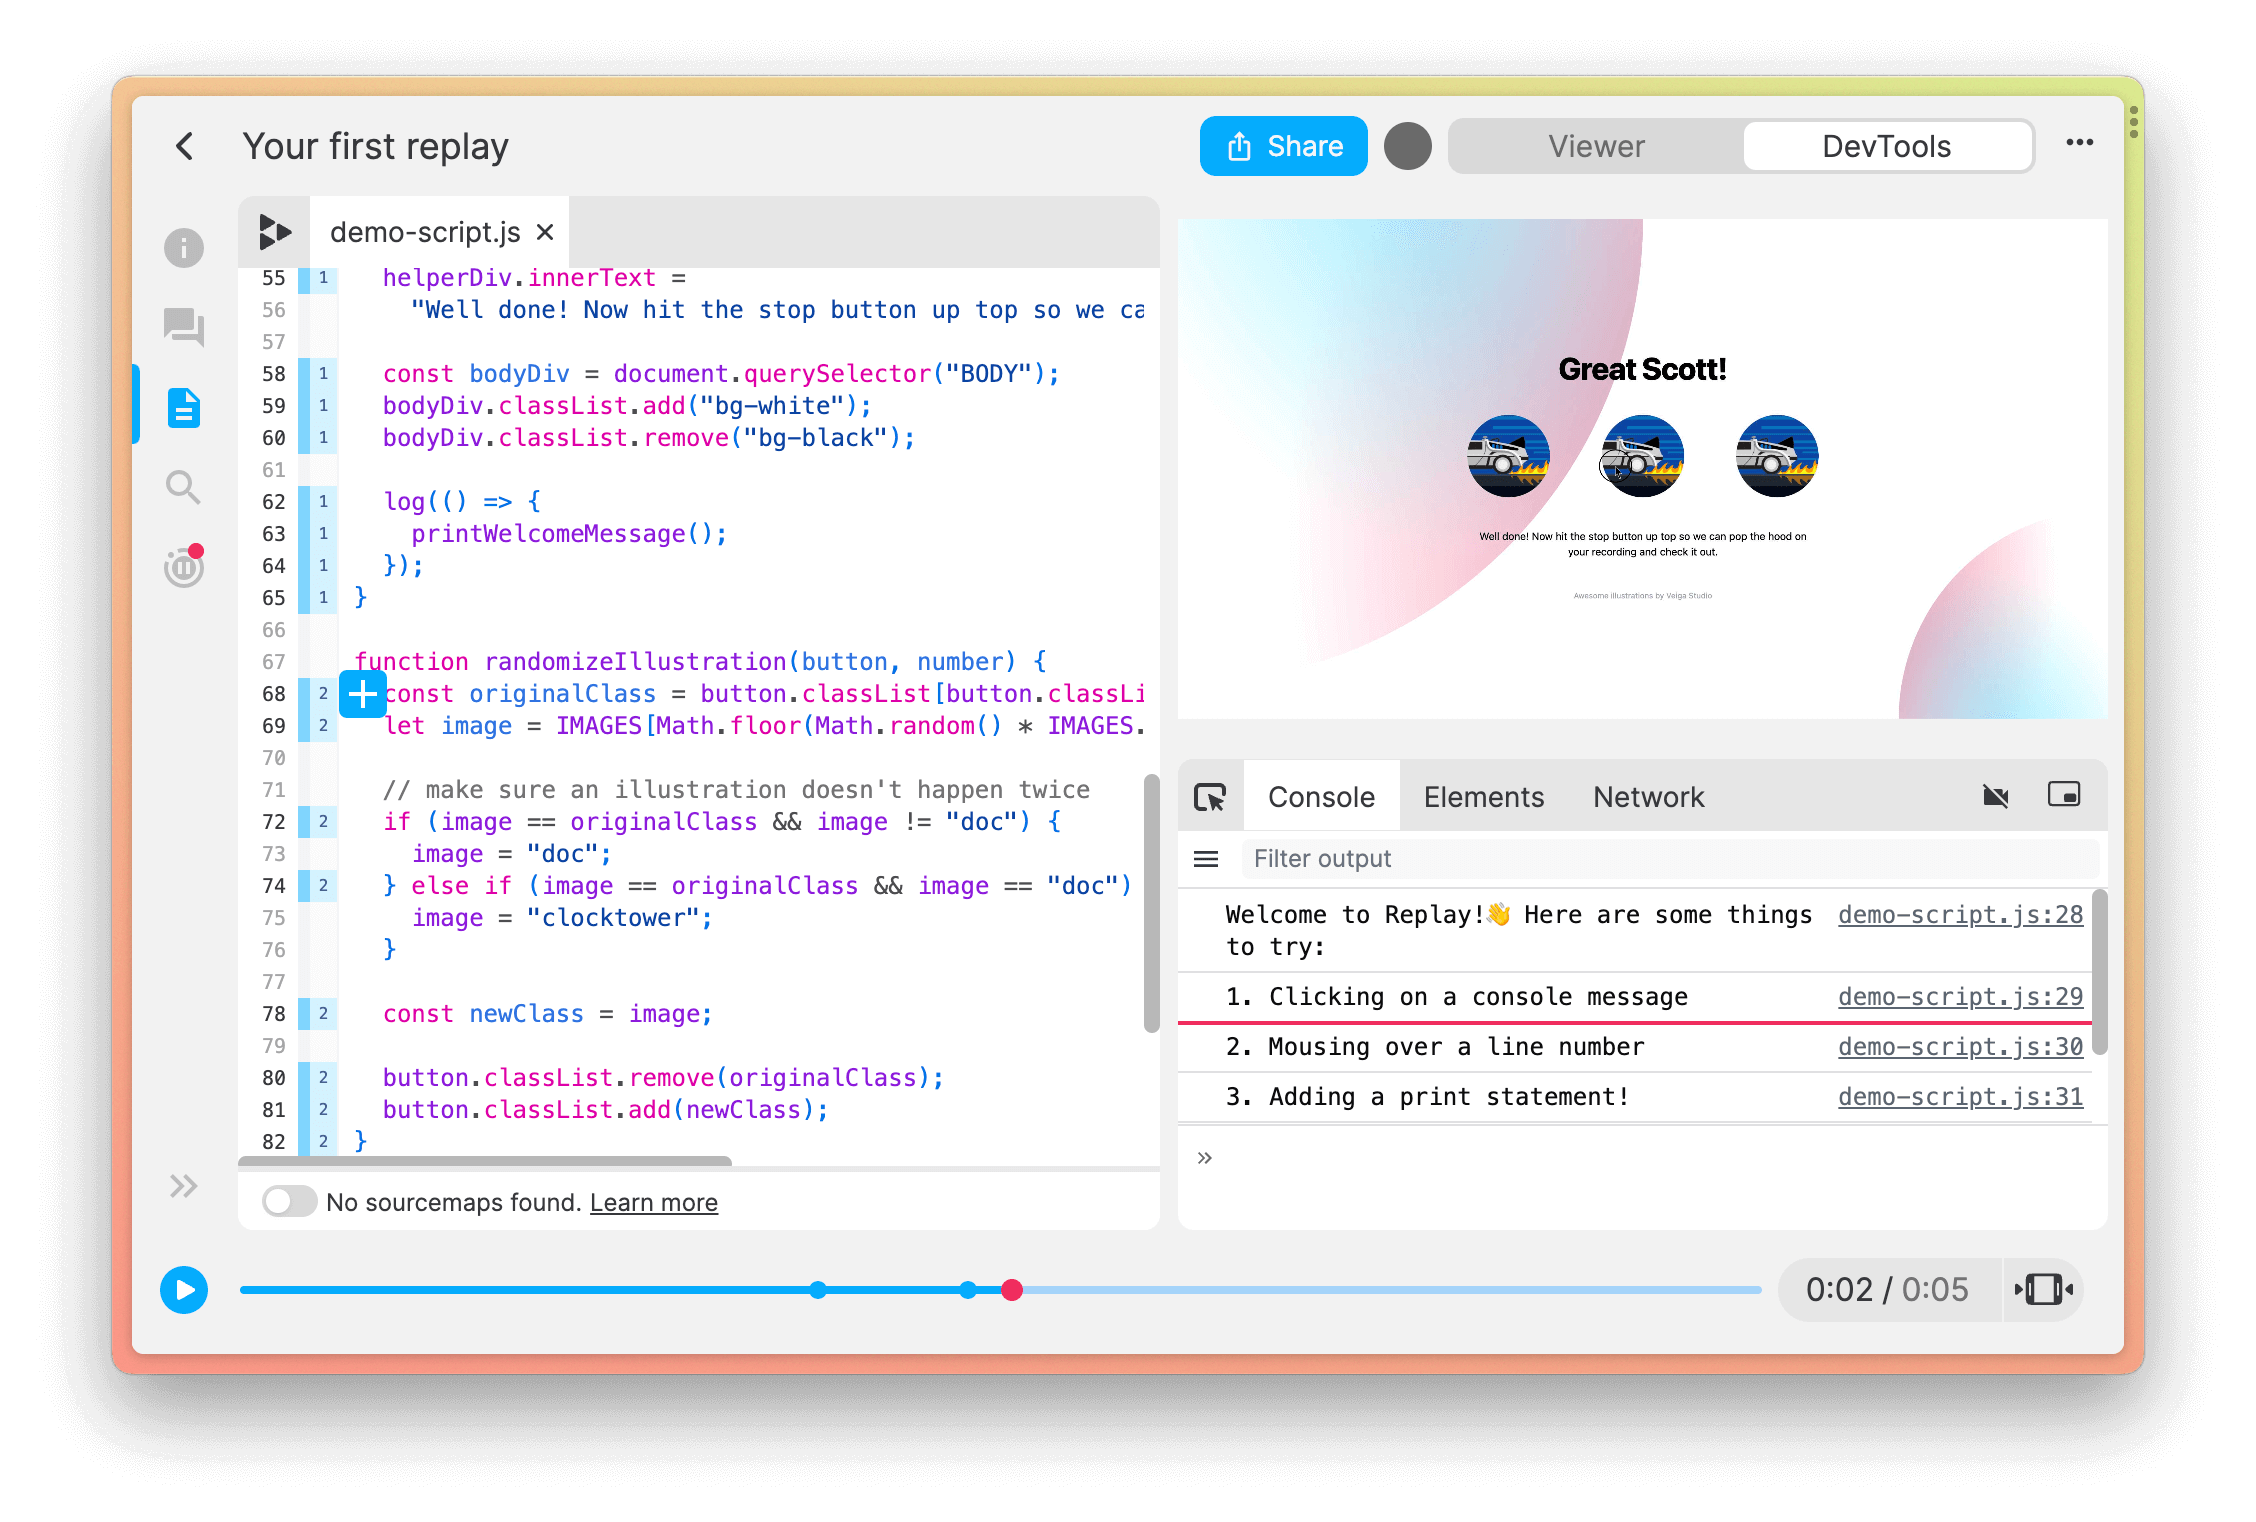 Your first replay
Share
Viewer
DevTools
demo-script.js
55 1 helperDiv.innerText =
56 "Well done! Now hit the stop button up top so we ca
57
58 1 const bodyDiv = document.querySelector("BODY");
59 1 bodyDiv.classList.add("bg-white");
60 1 bodyDiv.classList.remove("bg-black");
61
62 1 log(() => {
63 1 printWelcomeMessage();
64 1 });
65 1 }
66
67 function randomizeIllustration(button, number) {
68 2 const originalClass = button.classList[button.classLi
69 2 let image = IMAGES[Math.floor(Math.random() * IMAGES.
70
71 // make sure an illustration doesn't happen twice
72 2 if (image == originalClass && image != "doc") {
73 image = "doc";
74 2 } else if (image == originalClass && image == "doc")
75 image = "clocktower";
76 }
77
78 2 const newClass = image;
79
80 2 button.classList.remove(originalClass);
81 2 button.classList.add(newClass);
82 2 }
No sourcemaps found. Learn more
Great Scott!
Well done! Now hit the stop button up top so we can pop the hood on
your recording and check it out.
Awesome illustrations by Veiga Studio
Console
Elements
Network
Filter output
Welcome to Replay!👋 Here are some things demo-script.js:28
to try:
1. Clicking on a console message demo-script.js:29
2. Mousing over a line number demo-script.js:30
3. Adding a print statement! demo-script.js:31
»
0:02 / 0:05